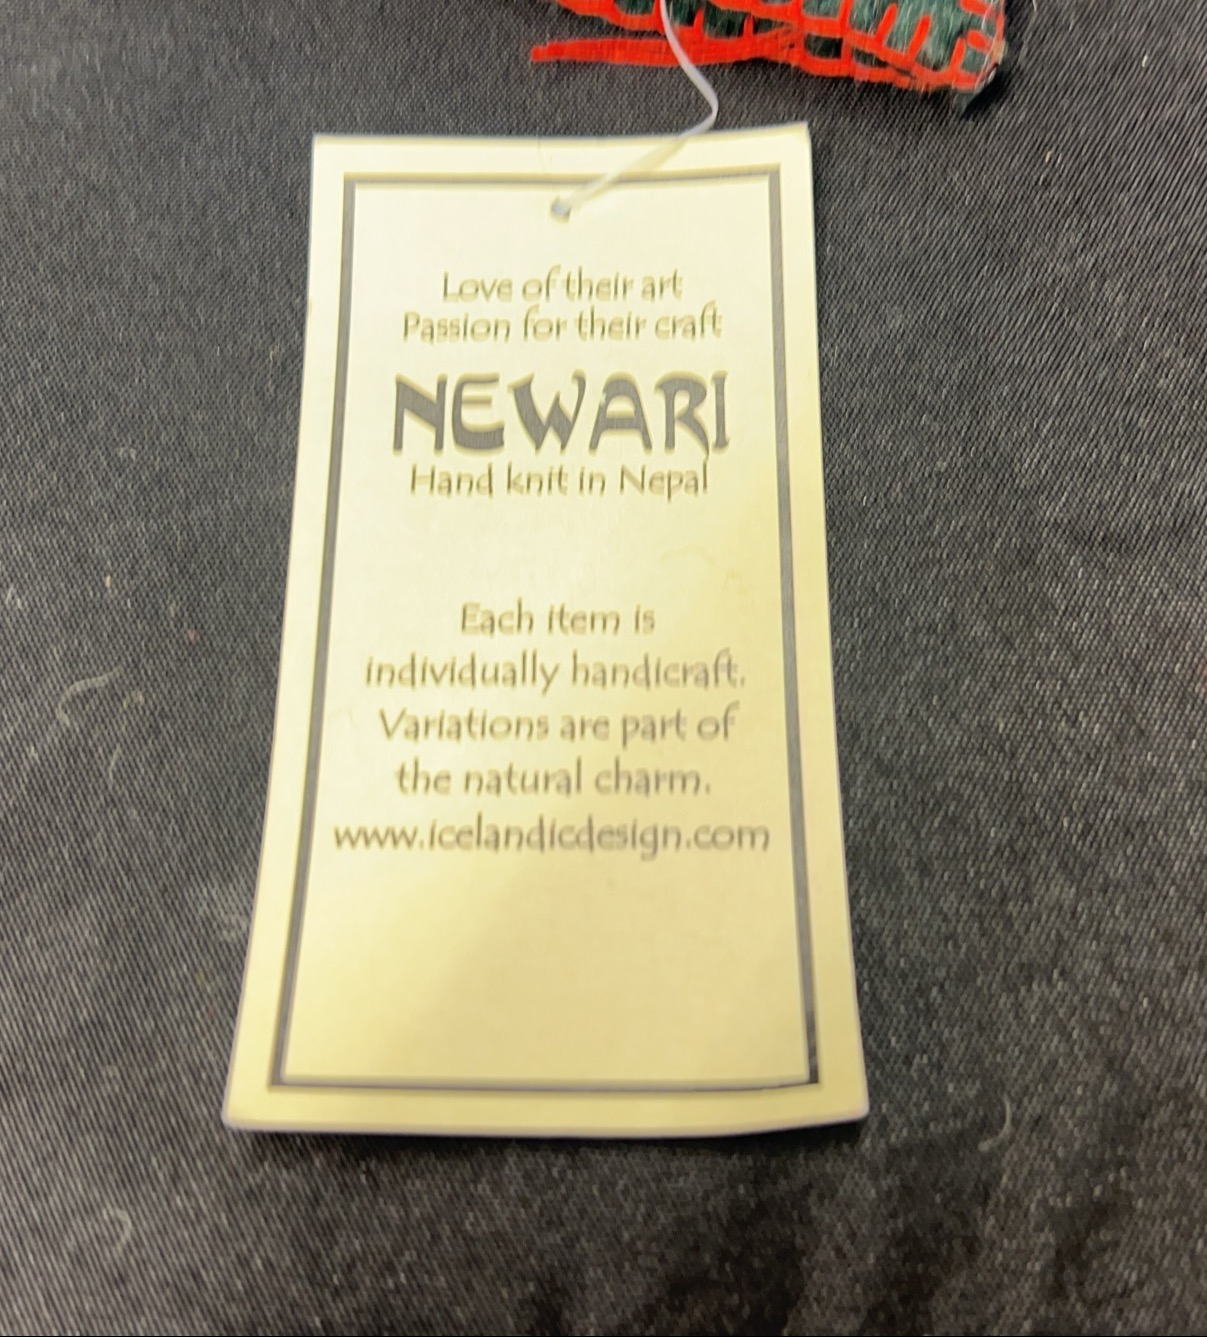 Love of their art
Passion for their craft
NEWARI
Hand knit in Nepal
Each item is
individually handicraft.
Variations are part of
the natural charm.
www.icelandicdesign.com